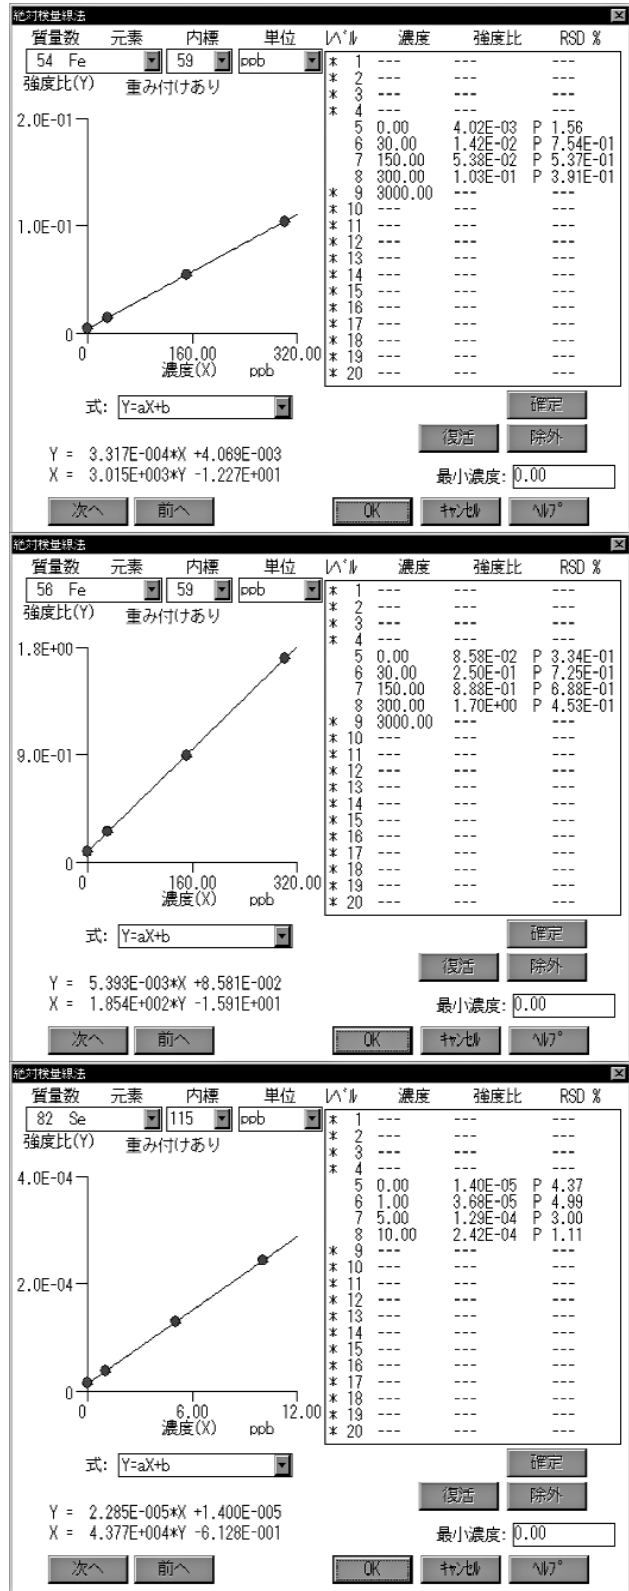 絶対検量線法
質量数 元素 内標 単位 ﾚﾍﾞﾙ 濃度 強度比 RSD %
54 Fe 59 ppb
強度比(Y) 重み付けあり
* 1 --- --- ---
* 2 --- --- ---
* 3 --- --- ---
* 4 --- --- ---
5 0.00 4.02E-03 P 1.56
6 30.00 1.42E-02 P 7.54E-01
7 150.00 5.38E-02 P 5.37E-01
8 300.00 1.03E-01 P 3.91E-01
* 9 3000.00 --- ---
* 10 --- --- ---
* 11 --- --- ---
* 12 --- --- ---
* 13 --- --- ---
* 14 --- --- ---
* 15 --- --- ---
* 16 --- --- ---
* 17 --- --- ---
* 18 --- --- ---
* 19 --- --- ---
* 20 --- --- ---
2.0E-01
1.0E-01
0
0 160.00 320.00
濃度(X) ppb
式: Y=aX+b
確定
復活 除外
Y = 3.317E-004*X +4.069E-003
X = 3.015E+003*Y -1.227E+001
最小濃度: 0.00
次へ 前へ OK ｷｬﾝｾﾙ ﾍﾙﾌﾟ
絶対検量線法
質量数 元素 内標 単位 ﾚﾍﾞﾙ 濃度 強度比 RSD %
56 Fe 59 ppb
強度比(Y) 重み付けあり
* 1 --- --- ---
* 2 --- --- ---
* 3 --- --- ---
* 4 --- --- ---
5 0.00 8.58E-02 P 3.34E-01
6 30.00 2.50E-01 P 7.25E-01
7 150.00 8.88E-01 P 6.88E-01
8 300.00 1.70E+00 P 4.53E-01
* 9 3000.00 --- ---
* 10 --- --- ---
* 11 --- --- ---
* 12 --- --- ---
* 13 --- --- ---
* 14 --- --- ---
* 15 --- --- ---
* 16 --- --- ---
* 17 --- --- ---
* 18 --- --- ---
* 19 --- --- ---
* 20 --- --- ---
1.8E+00
9.0E-01
0
0 160.00 320.00
濃度(X) ppb
式: Y=aX+b
確定
復活 除外
Y = 5.393E-003*X +8.581E-002
X = 1.854E+002*Y -1.591E+001
最小濃度: 0.00
次へ 前へ OK ｷｬﾝｾﾙ ﾍﾙﾌﾟ
絶対検量線法
質量数 元素 内標 単位 ﾚﾍﾞﾙ 濃度 強度比 RSD %
82 Se 115 ppb
強度比(Y) 重み付けあり
* 1 --- --- ---
* 2 --- --- ---
* 3 --- --- ---
* 4 --- --- ---
5 0.00 1.40E-05 P 4.37
6 1.00 3.68E-05 P 4.99
7 5.00 1.29E-04 P 3.00
8 10.00 2.42E-04 P 1.11
* 9 --- --- ---
* 10 --- --- ---
* 11 --- --- ---
* 12 --- --- ---
* 13 --- --- ---
* 14 --- --- ---
* 15 --- --- ---
* 16 --- --- ---
* 17 --- --- ---
* 18 --- --- ---
* 19 --- --- ---
* 20 --- --- ---
4.0E-04
2.0E-04
0
0 6.00 12.00
濃度(X) ppb
式: Y=aX+b
確定
復活 除外
Y = 2.285E-005*X +1.400E-005
X = 4.377E+004*Y -6.128E-001
最小濃度: 0.00
次へ 前へ OK ｷｬﾝｾﾙ ﾍﾙﾌﾟ